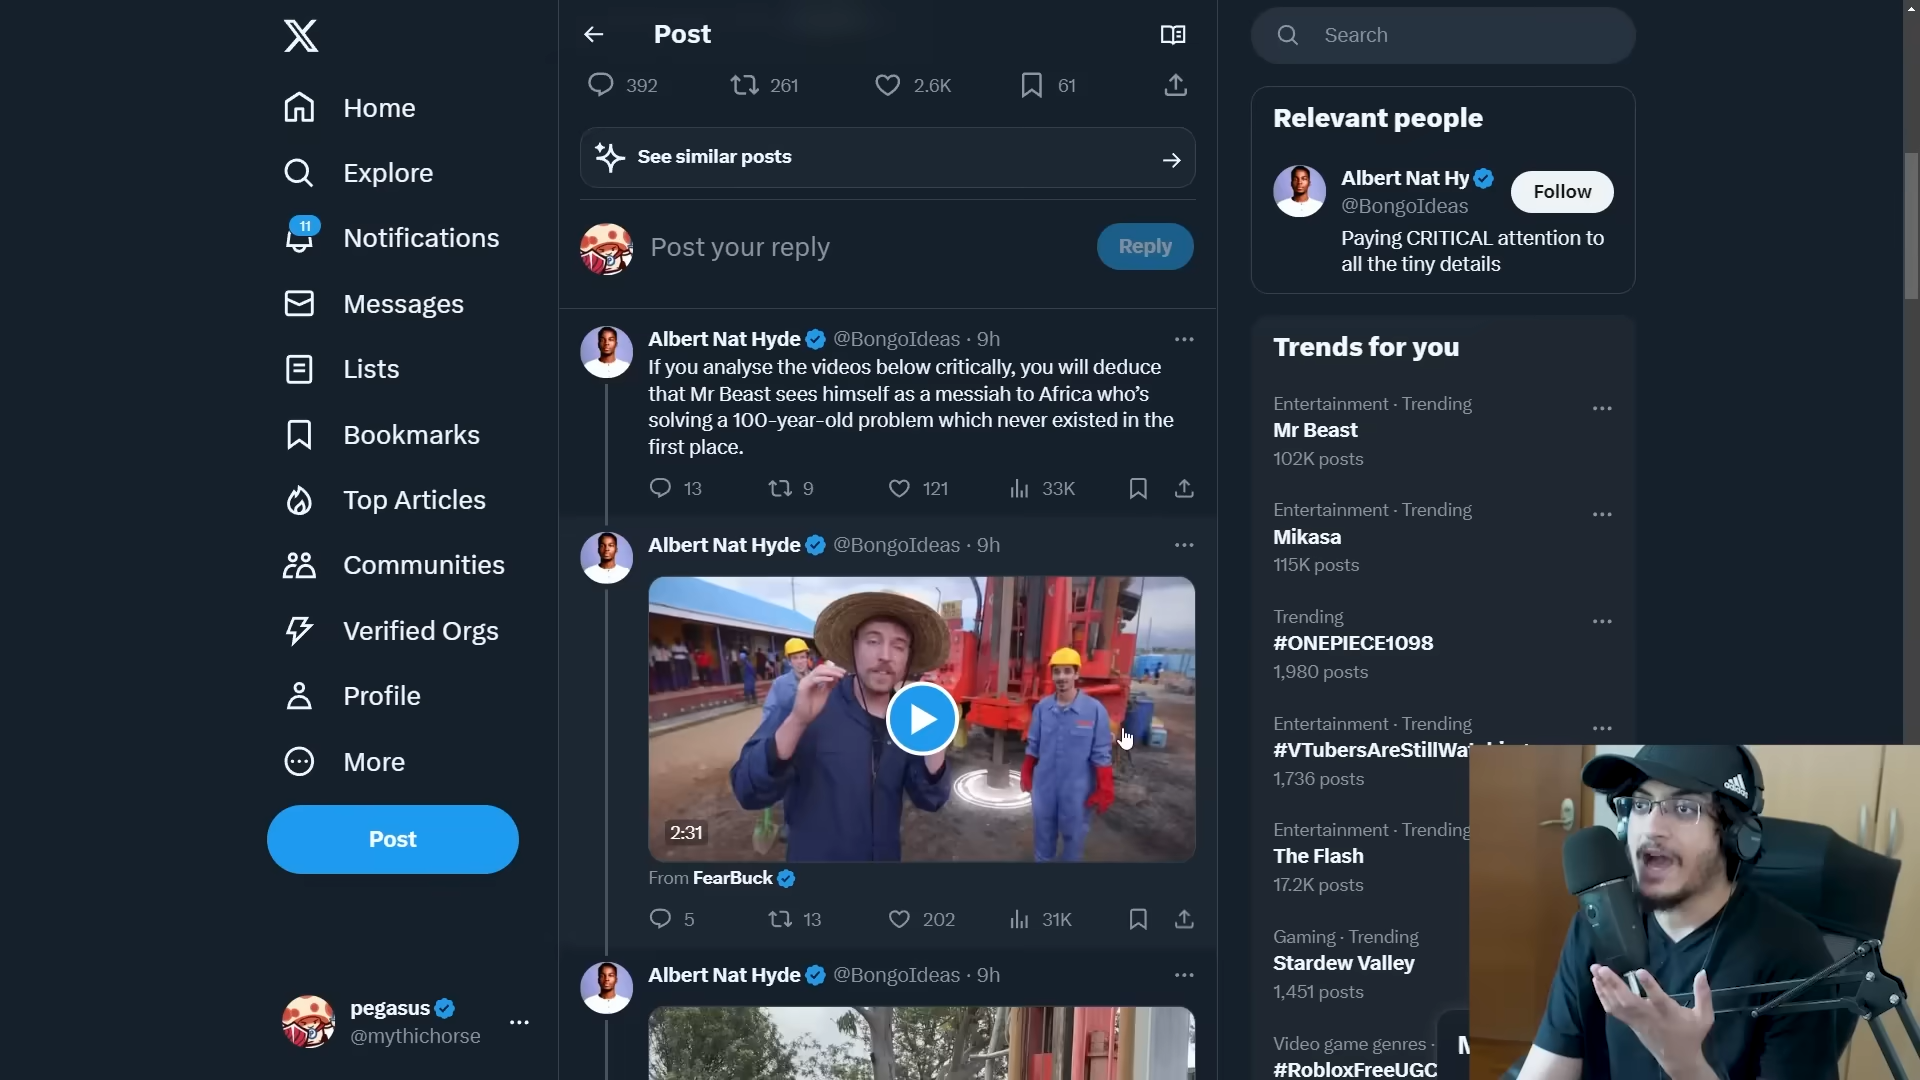 Home
Explore
11
Notifications
Messages
Lists
Bookmarks
Top Articles
Communities
Verified Orgs
Profile
More
Post
pegasus
@mythichorse
Post
392 261 2.6K 61
See similar posts
Post your reply
Reply
Albert Nat Hyde @BongoIdeas · 9h
If you analyse the videos below critically, you will deduce
that Mr Beast sees himself as a messiah to Africa who’s
solving a 100-year-old problem which never existed in the
first place.
13 9 121 33K
Albert Nat Hyde @BongoIdeas · 9h
2:31
From FearBuck
5 13 202 31K
Albert Nat Hyde @BongoIdeas · 9h
Search
Relevant people
Albert Nat Hy
@BongoIdeas
Follow
Paying CRITICAL attention to
all the tiny details
Trends for you
Entertainment · Trending
Mr Beast
102K posts
Entertainment · Trending
Mikasa
115K posts
Trending
#ONEPIECE1098
1,980 posts
Entertainment · Trending
#VTubersAreStillWat
1,736 posts
Entertainment · Trending
The Flash
17.2K posts
Gaming · Trending
Stardew Valley
1,451 posts
Video game genres ·
#RobloxFreeUGC
adidas